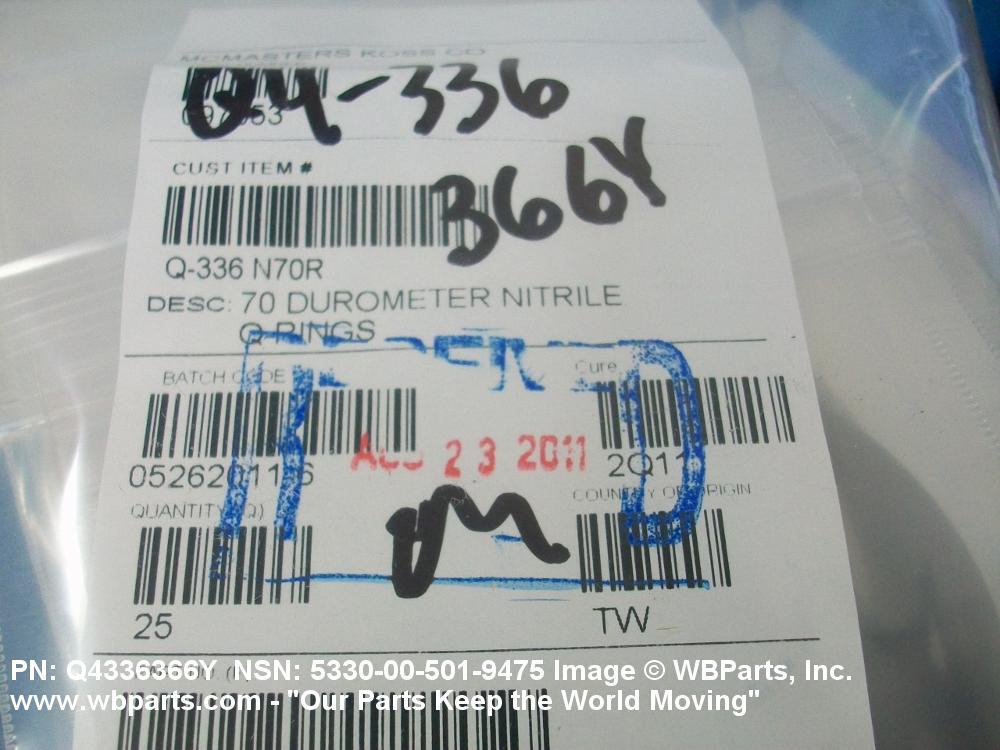 MCMASTERS KOSS CO
Q4-336
366Y
CUST ITEM #
Q-336 N70R
DESC: 70 DUROMETER NITRILE
Q-RINGS
BATCH CODE
Cure
AUG 23 2011
2Q11
QUANTITY (Q)
COUNTRY OF ORIGIN
25
TW
PN: Q4336366Y NSN: 5330-00-501-9475 Image © WBParts, Inc.
www.wbparts.com - "Our Parts Keep the World Moving"